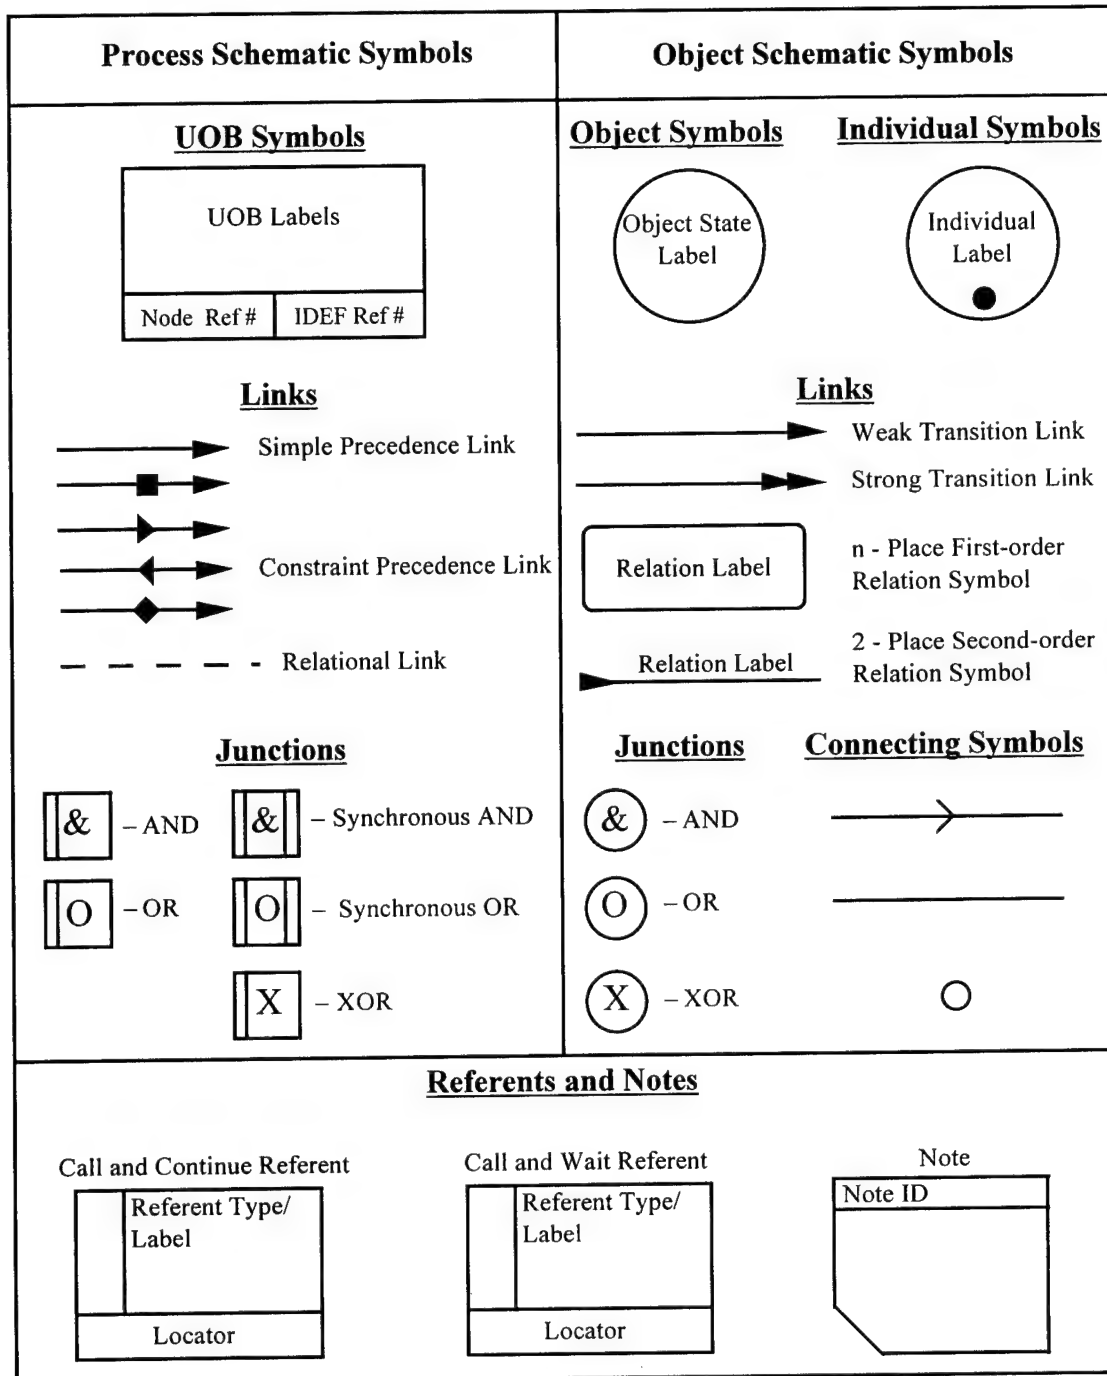 Process Schematic Symbols
Object Schematic Symbols
UOB Symbols
UOB Labels
Node Ref #
IDEF Ref #
Links
Simple Precedence Link
Constraint Precedence Link
Relational Link
Junctions
& – AND
& – Synchronous AND
O – OR
O – Synchronous OR
X – XOR
Object Symbols
Individual Symbols
Object State
Label
Individual
Label
Links
Weak Transition Link
Strong Transition Link
Relation Label
n - Place First-order
Relation Symbol
Relation Label
2 - Place Second-order
Relation Symbol
Junctions
Connecting Symbols
& – AND
O – OR
X – XOR
Referents and Notes
Call and Continue Referent
Referent Type/
Label
Locator
Call and Wait Referent
Referent Type/
Label
Locator
Note
Note ID